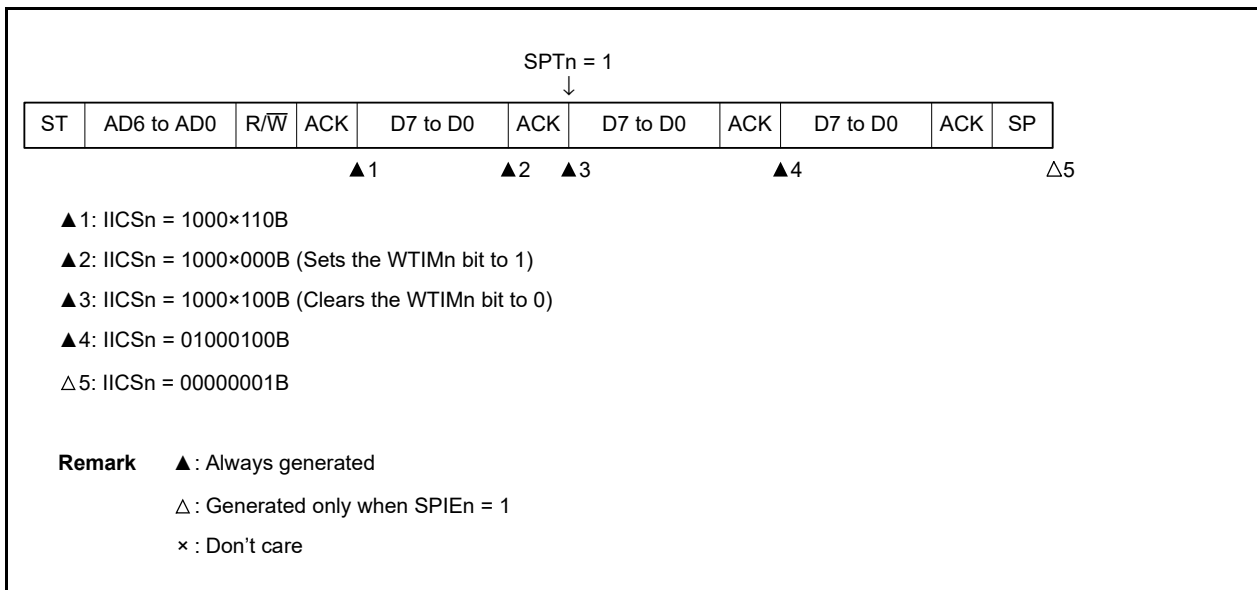 SPTn = 1
↓
ST AD6 to AD0 R/W̅ ACK D7 to D0 ACK D7 to D0 ACK D7 to D0 ACK SP
▲1 ▲2 ▲3 ▲4 △5
▲1: IICSn = 1000×110B
▲2: IICSn = 1000×000B (Sets the WTIMn bit to 1)
▲3: IICSn = 1000×100B (Clears the WTIMn bit to 0)
▲4: IICSn = 01000100B
△5: IICSn = 00000001B
Remark ▲: Always generated
△: Generated only when SPIEn = 1
×: Don't care